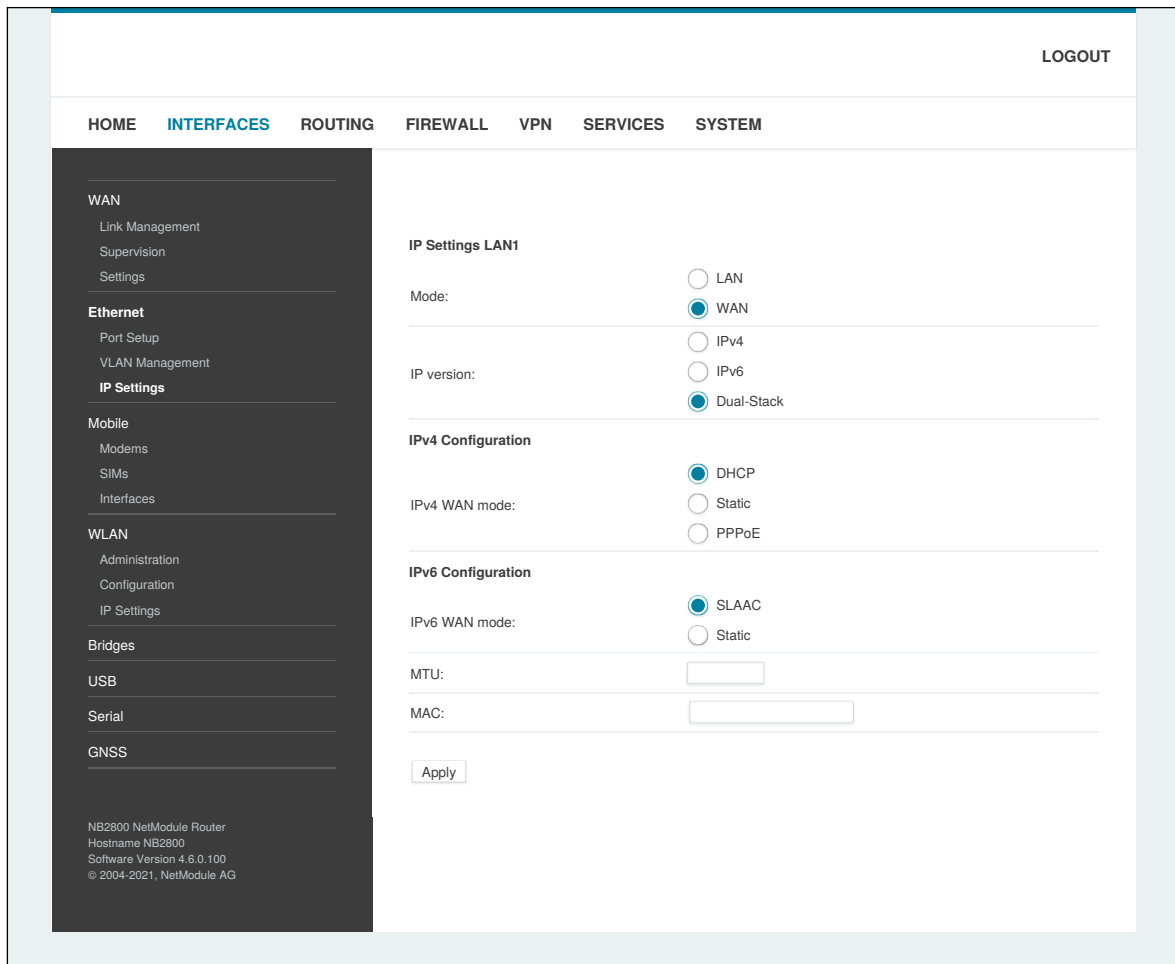 LOGOUT
HOME INTERFACES ROUTING FIREWALL VPN SERVICES SYSTEM
WAN
Link Management
Supervision
Settings
Ethernet
Port Setup
VLAN Management
IP Settings
Mobile
Modems
SIMs
Interfaces
WLAN
Administration
Configuration
IP Settings
Bridges
USB
Serial
GNSS
NB2800 NetModule Router
Hostname NB2800
Software Version 4.6.0.100
© 2004-2021, NetModule AG
IP Settings LAN1
Mode:
LAN
WAN
IP version:
IPv4
IPv6
Dual-Stack
IPv4 Configuration
IPv4 WAN mode:
DHCP
Static
PPPoE
IPv6 Configuration
IPv6 WAN mode:
SLAAC
Static
MTU:
MAC:
Apply